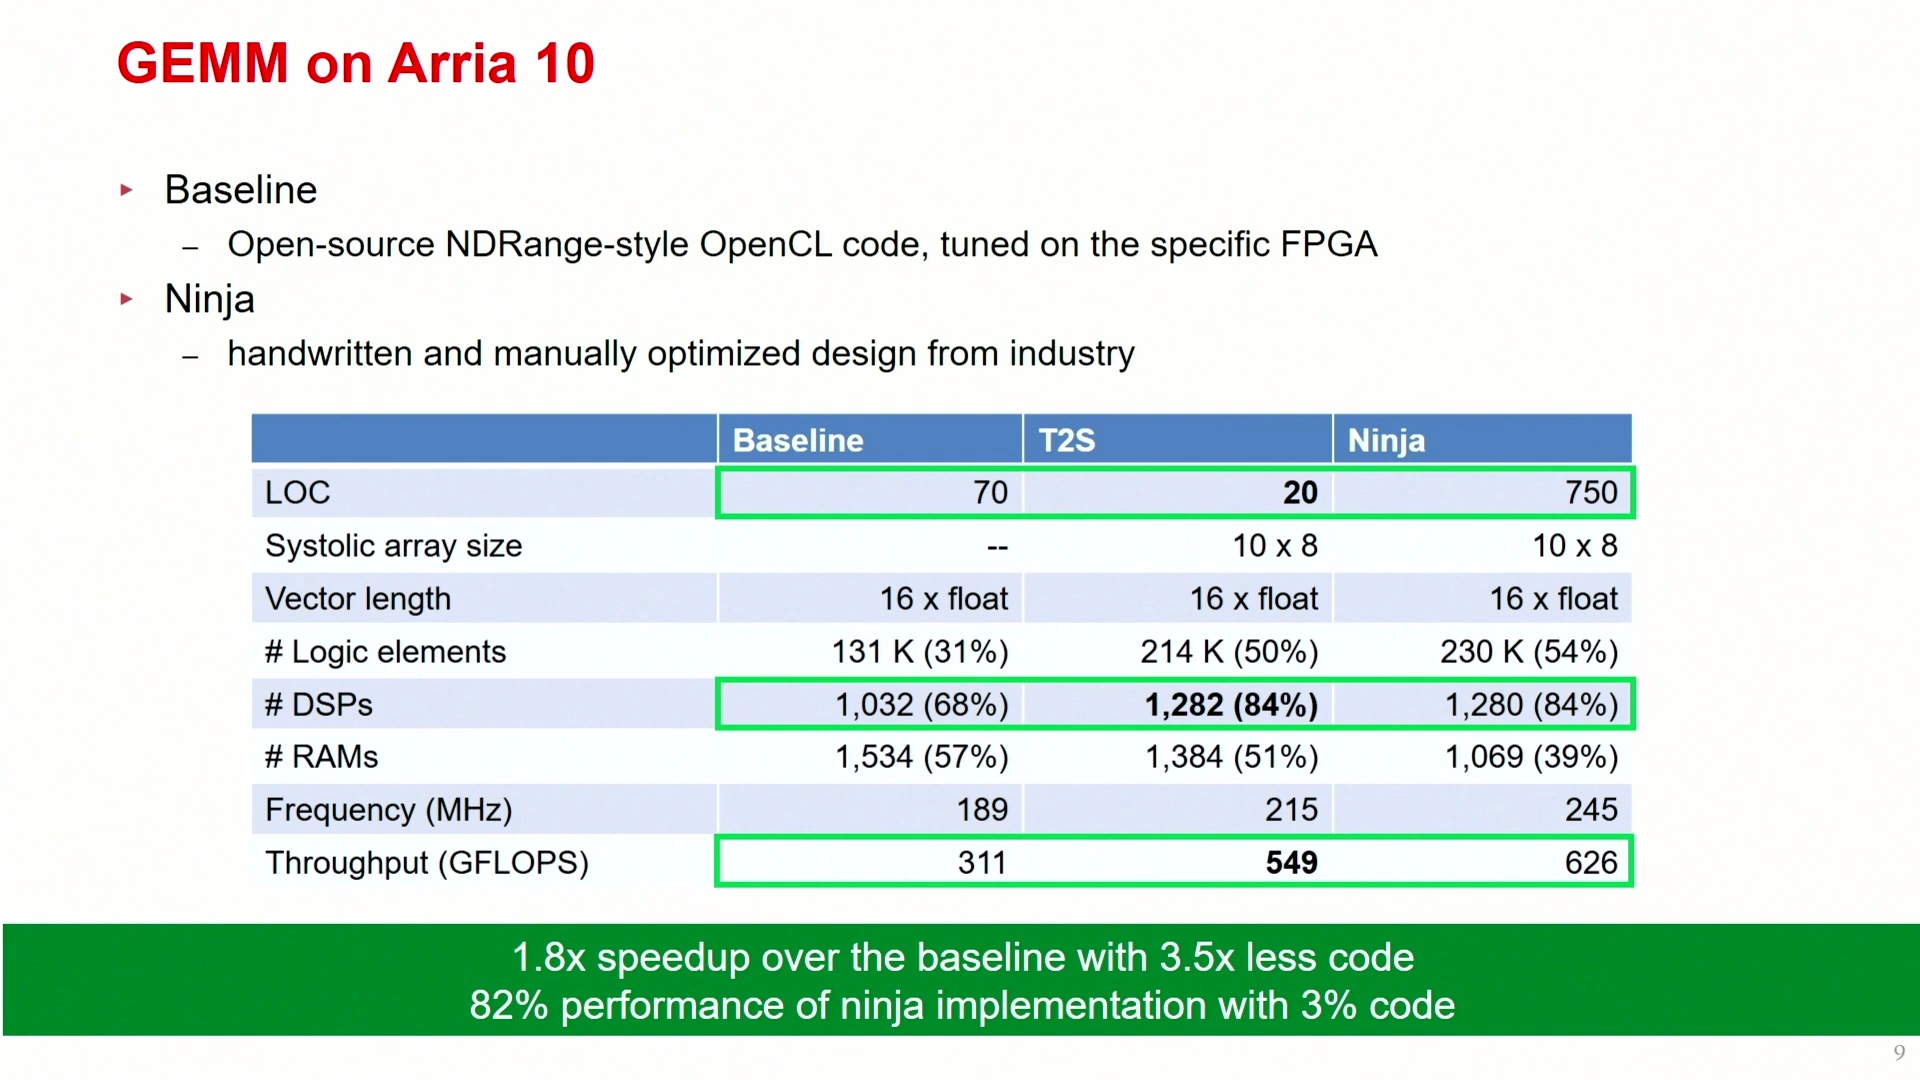 GEMM on Arria 10
▸ Baseline
– Open-source NDRange-style OpenCL code, tuned on the specific FPGA
▸ Ninja
– handwritten and manually optimized design from industry
Baseline T2S Ninja
LOC 70 20 750
Systolic array size -- 10 x 8 10 x 8
Vector length 16 x float 16 x float 16 x float
# Logic elements 131 K (31%) 214 K (50%) 230 K (54%)
# DSPs 1,032 (68%) 1,282 (84%) 1,280 (84%)
# RAMs 1,534 (57%) 1,384 (51%) 1,069 (39%)
Frequency (MHz) 189 215 245
Throughput (GFLOPS) 311 549 626
1.8x speedup over the baseline with 3.5x less code
82% performance of ninja implementation with 3% code
9